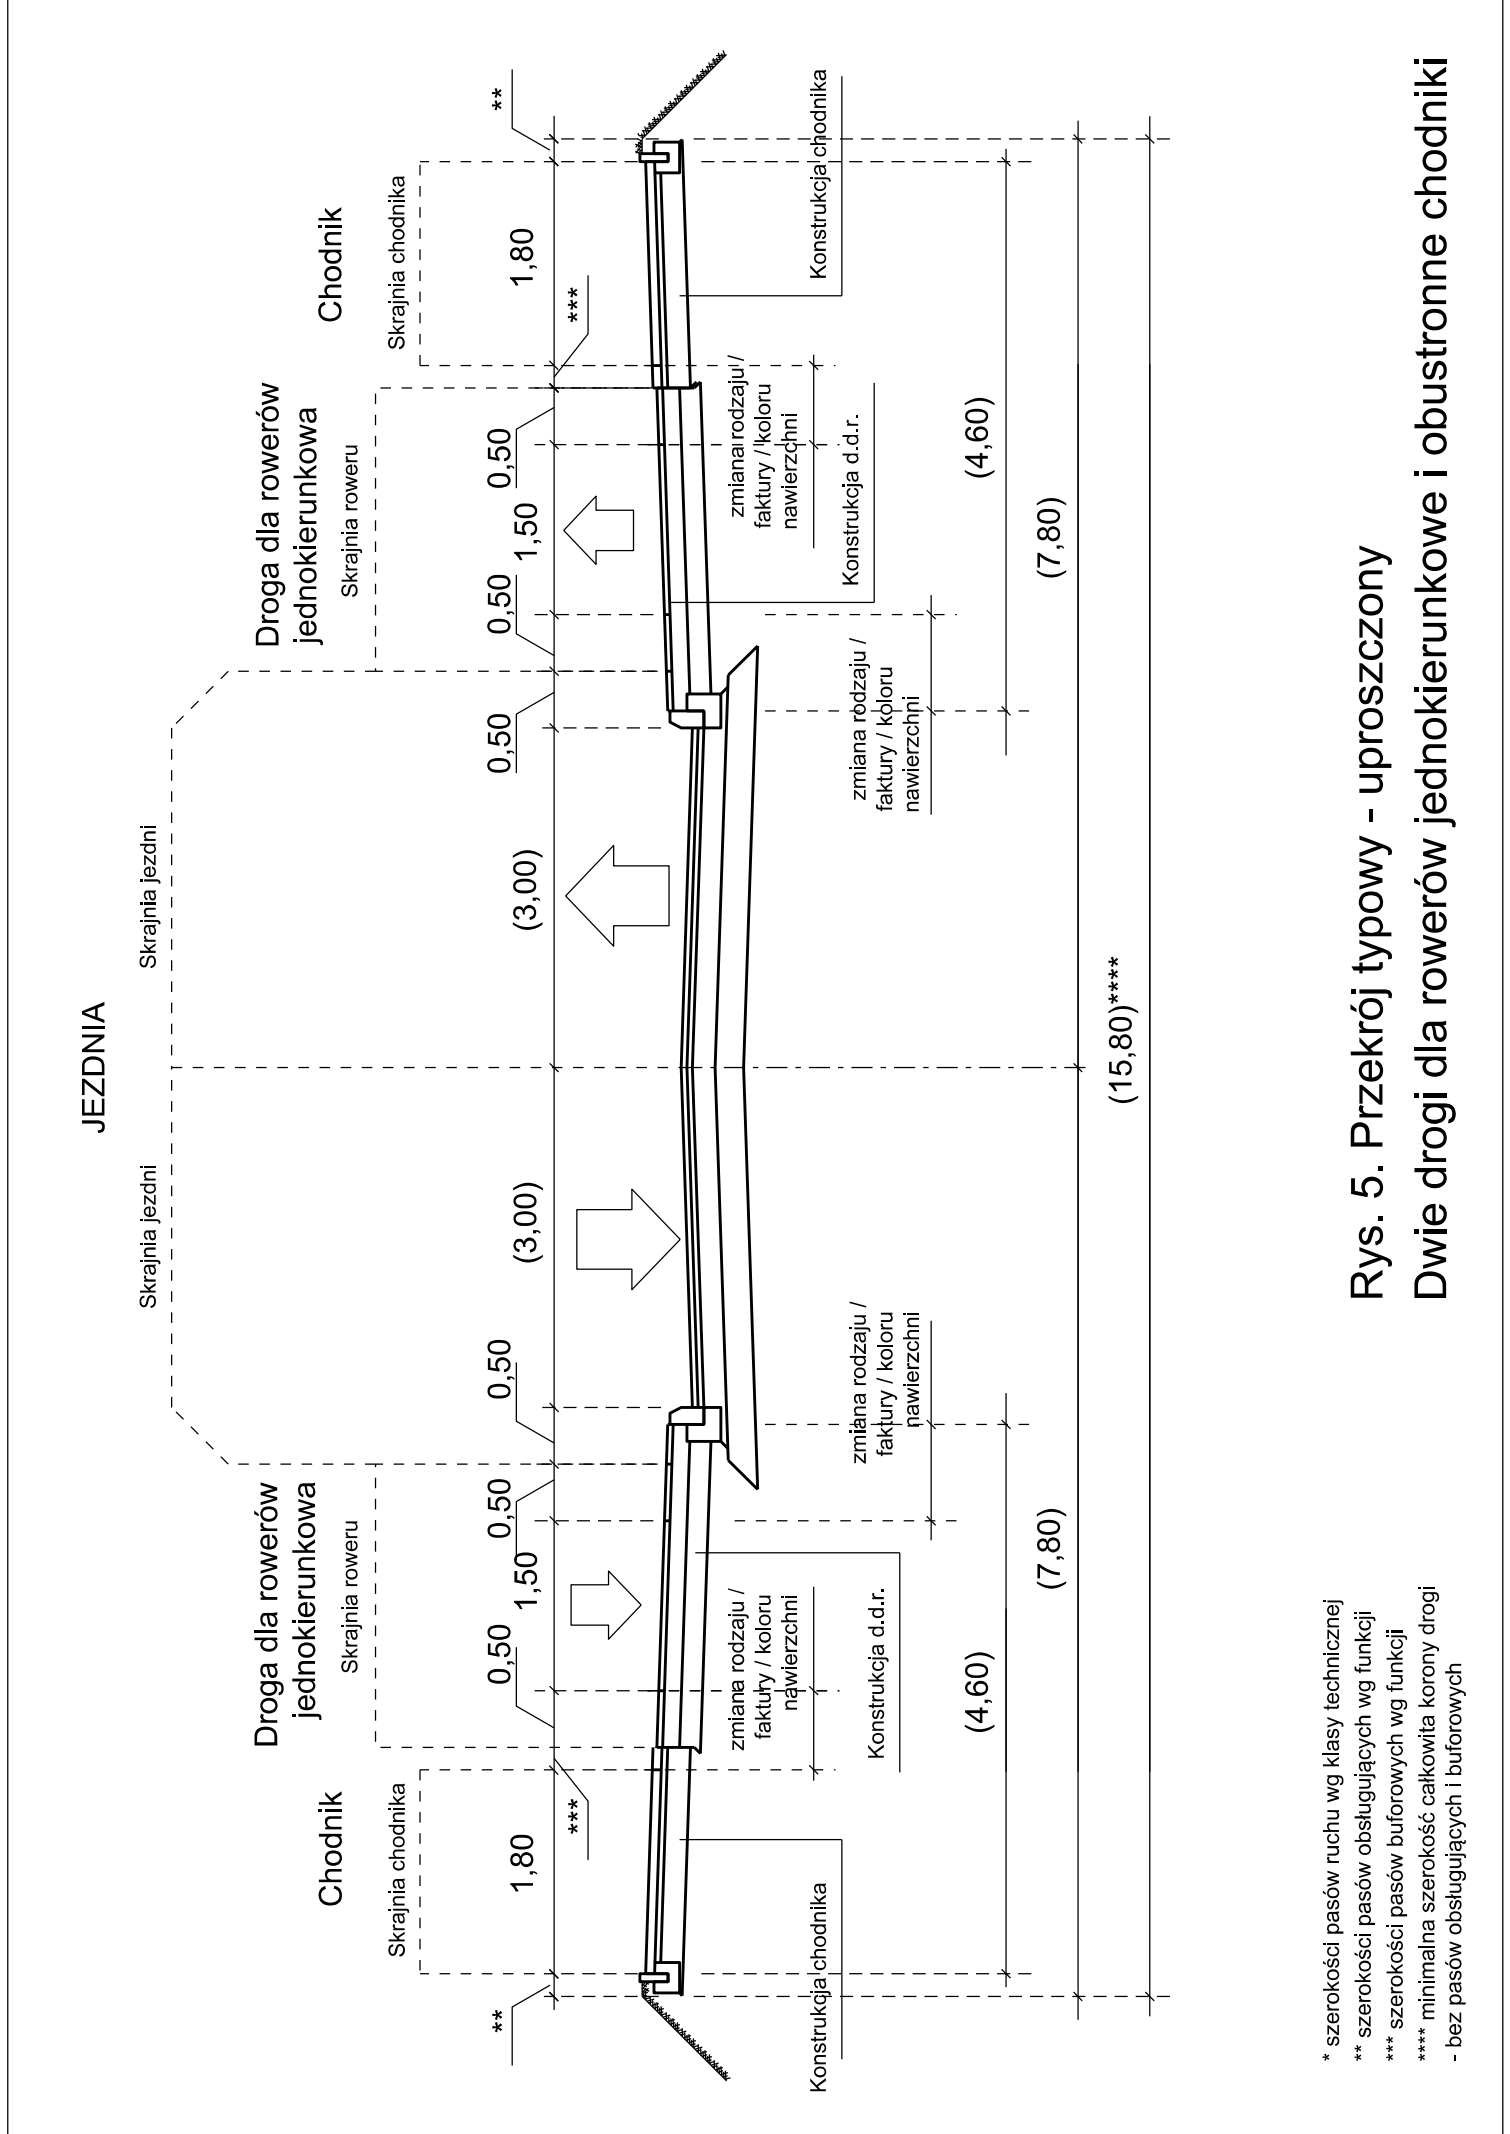 JEZDNIA
Skrajnia jezdni
Skrajnia jezdni
Droga dla rowerów
jednokierunkowa
Droga dla rowerów
jednokierunkowa
Skrajnia roweru
Skrajnia roweru
Chodnik
Chodnik
Skrajnia chodnika
Skrajnia chodnika
**
1,80
***
0,50
1,50
0,50
0,50
(3,00)
(3,00)
0,50
0,50
1,50
0,50
***
1,80
**
zmiana rodzaju /
faktury / koloru
nawierzchni
zmiana rodzaju /
faktury / koloru
nawierzchni
Konstrukcja chodnika
Konstrukcja d.d.r.
zmiana rodzaju /
faktury / koloru
nawierzchni
zmiana rodzaju /
faktury / koloru
nawierzchni
Konstrukcja d.d.r.
Konstrukcja chodnika
(4,60)
(4,60)
(7,80)
(7,80)
(15,80)****
* szerokości pasów ruchu wg klasy technicznej
** szerokości pasów obsługujących wg funkcji
*** szerokości pasów buforowych wg funkcji
**** minimalna szerokość całkowita korony drogi
- bez pasów obsługujących i buforowych
Rys. 5. Przekrój typowy - uproszczony
Dwie drogi dla rowerów jednokierunkowe i obustronne chodniki